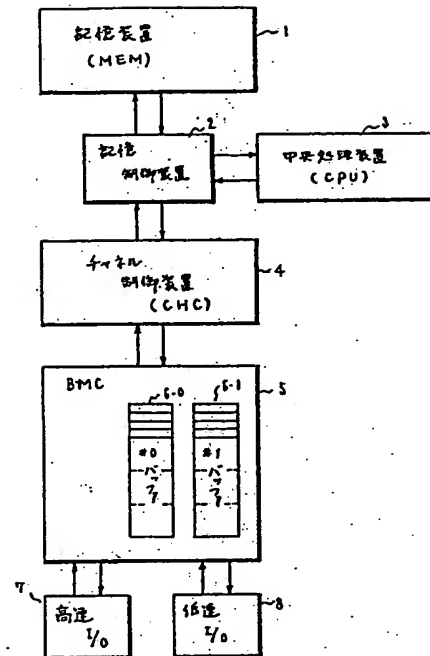 記憶装置
(MEM)
1
2
記憶
制御装置
3
中央処理装置
(CPU)
チャネル
制御装置
(CHC)
4
BMC
6-0
6-1
5
#0
バッファ
#1
バッファ
7
高速
I/O
低速
I/O
8